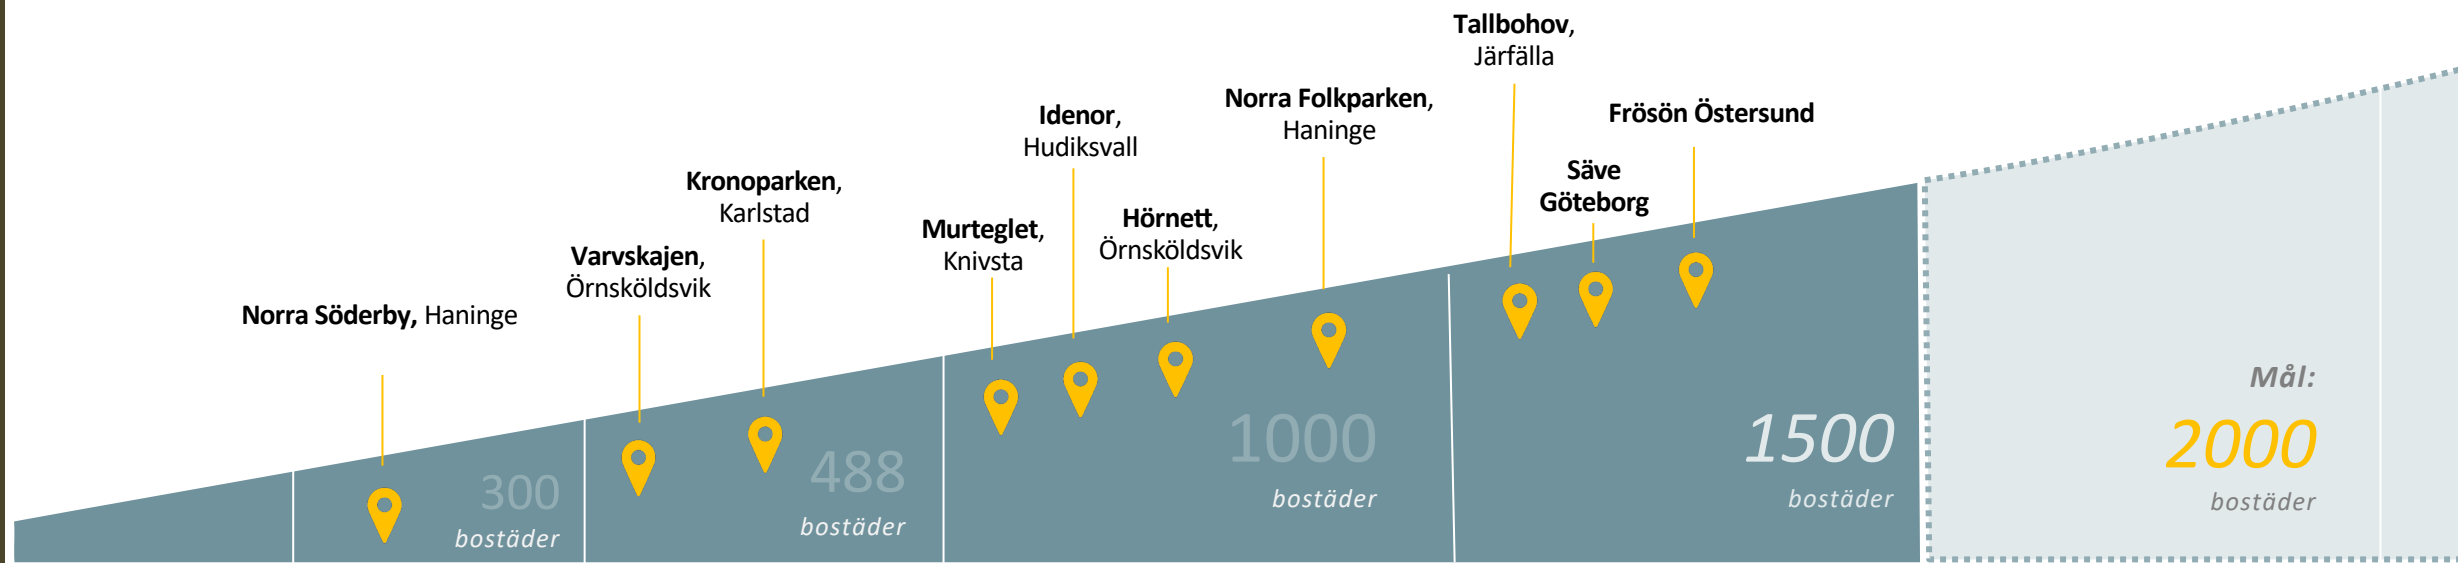 Norra Söderby, Haninge
300
bostäder
Varvskajen,
Örnsköldsvik
Kronoparken,
Karlstad
488
bostäder
Murteglet,
Knivsta
Idenor,
Hudiksvall
Hörnett,
Örnsköldsvik
Norra Folkparken,
Haninge
1000
bostäder
Tallbohov,
Järfälla
Säve
Göteborg
Frösön Östersund
1500
bostäder
Mål:
2000
bostäder